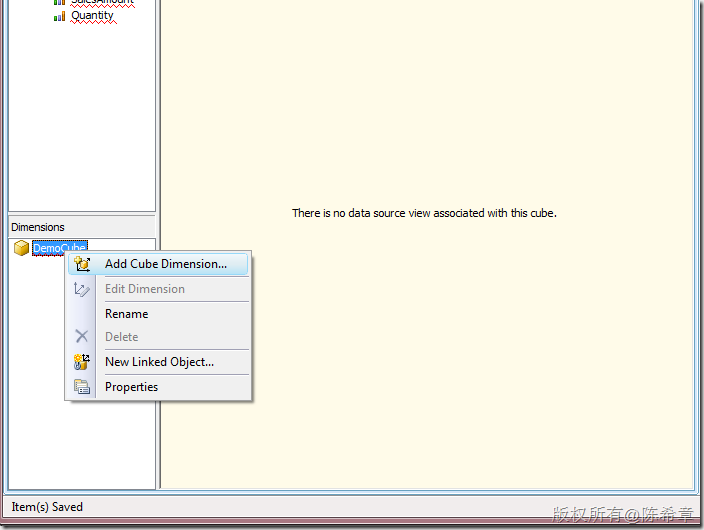 SalesAmount
Quantity
There is no data source view associated with this cube.
Dimensions
DemoCube
Add Cube Dimension...
Edit Dimension
Rename
Delete
New Linked Object...
Properties
Item(s) Saved
版权所有@陈希章